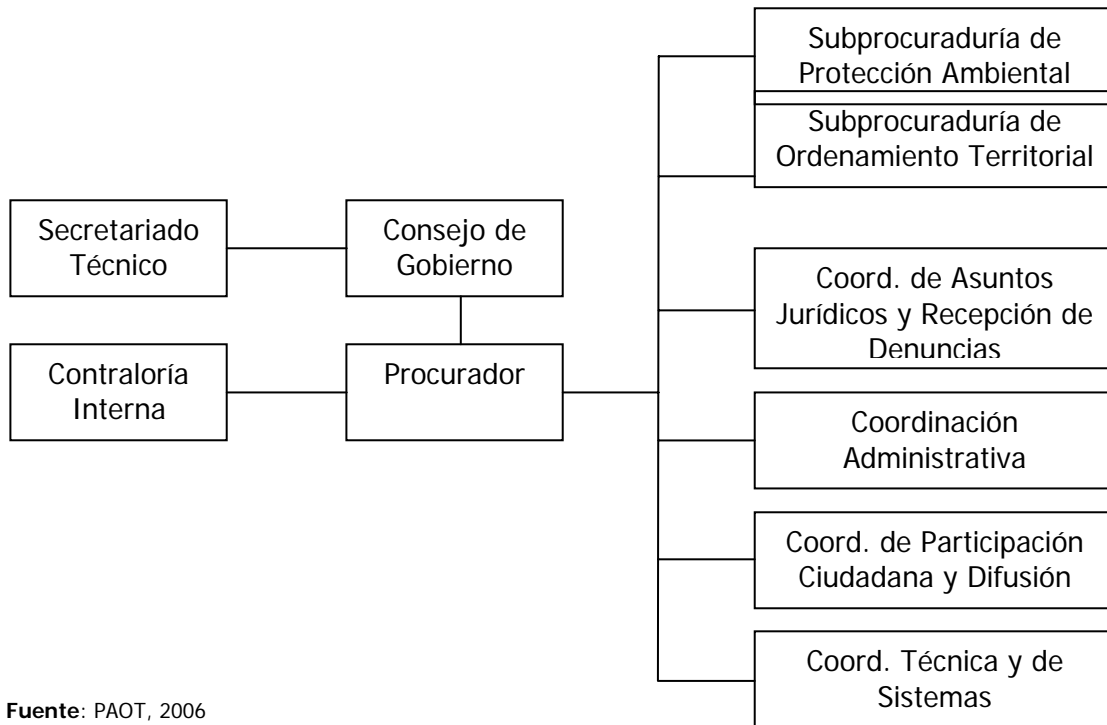 Subprocuraduría de
Protección Ambiental
Subprocuraduría de
Ordenamiento Territorial
Secretariado
Técnico
Consejo de
Gobierno
Coord. de Asuntos
Jurídicos y Recepción de
Denuncias
Contraloría
Interna
Procurador
Coordinación
Administrativa
Coord. de Participación
Ciudadana y Difusión
Coord. Técnica y de
Sistemas
Fuente: PAOT, 2006